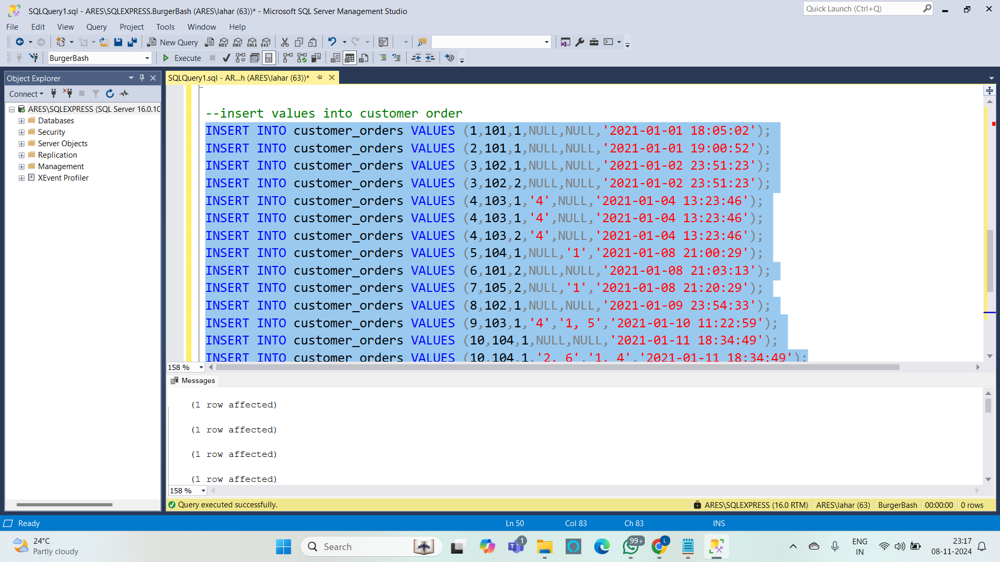 SQLQuery1.sql - ARES\SQLEXPRESS.BurgerBash (ARES\lahar (63))* - Microsoft SQL Server Management Studio
Quick Launch (Ctrl+Q)
File Edit View Query Project Tools Window Help
New Query
MDX DMX XMLA DAX
BurgerBash
Execute
Object Explorer
SQLQuery1.sql - AR...h (ARES\lahar (63))*
Connect
ARES\SQLEXPRESS (SQL Server 16.0.10
Databases
Security
Server Objects
Replication
Management
XEvent Profiler
--insert values into customer order
INSERT INTO customer_orders VALUES (1,101,1,NULL,NULL,'2021-01-01 18:05:02');
INSERT INTO customer_orders VALUES (2,101,1,NULL,NULL,'2021-01-01 19:00:52');
INSERT INTO customer_orders VALUES (3,102,1,NULL,NULL,'2021-01-02 23:51:23');
INSERT INTO customer_orders VALUES (3,102,2,NULL,NULL,'2021-01-02 23:51:23');
INSERT INTO customer_orders VALUES (4,103,1,'4',NULL,'2021-01-04 13:23:46');
INSERT INTO customer_orders VALUES (4,103,1,'4',NULL,'2021-01-04 13:23:46');
INSERT INTO customer_orders VALUES (4,103,2,'4',NULL,'2021-01-04 13:23:46');
INSERT INTO customer_orders VALUES (5,104,1,NULL,'1','2021-01-08 21:00:29');
INSERT INTO customer_orders VALUES (6,101,2,NULL,NULL,'2021-01-08 21:03:13');
INSERT INTO customer_orders VALUES (7,105,2,NULL,'1','2021-01-08 21:20:29');
INSERT INTO customer_orders VALUES (8,102,1,NULL,NULL,'2021-01-09 23:54:33');
INSERT INTO customer_orders VALUES (9,103,1,'4','1, 5','2021-01-10 11:22:59');
INSERT INTO customer_orders VALUES (10,104,1,NULL,NULL,'2021-01-11 18:34:49');
INSERT INTO customer_orders VALUES (10,104,1,'2, 6','1, 4','2021-01-11 18:34:49');
158 %
Messages
(1 row affected)
(1 row affected)
(1 row affected)
(1 row affected)
158 %
Query executed successfully.
ARES\SQLEXPRESS (16.0 RTM) ARES\lahar (63) BurgerBash 00:00:00 0 rows
Ready Ln 50 Col 83 Ch 83 INS
24°C
Partly cloudy
Search
1
99+
L
ENG
IN
23:17
08-11-2024